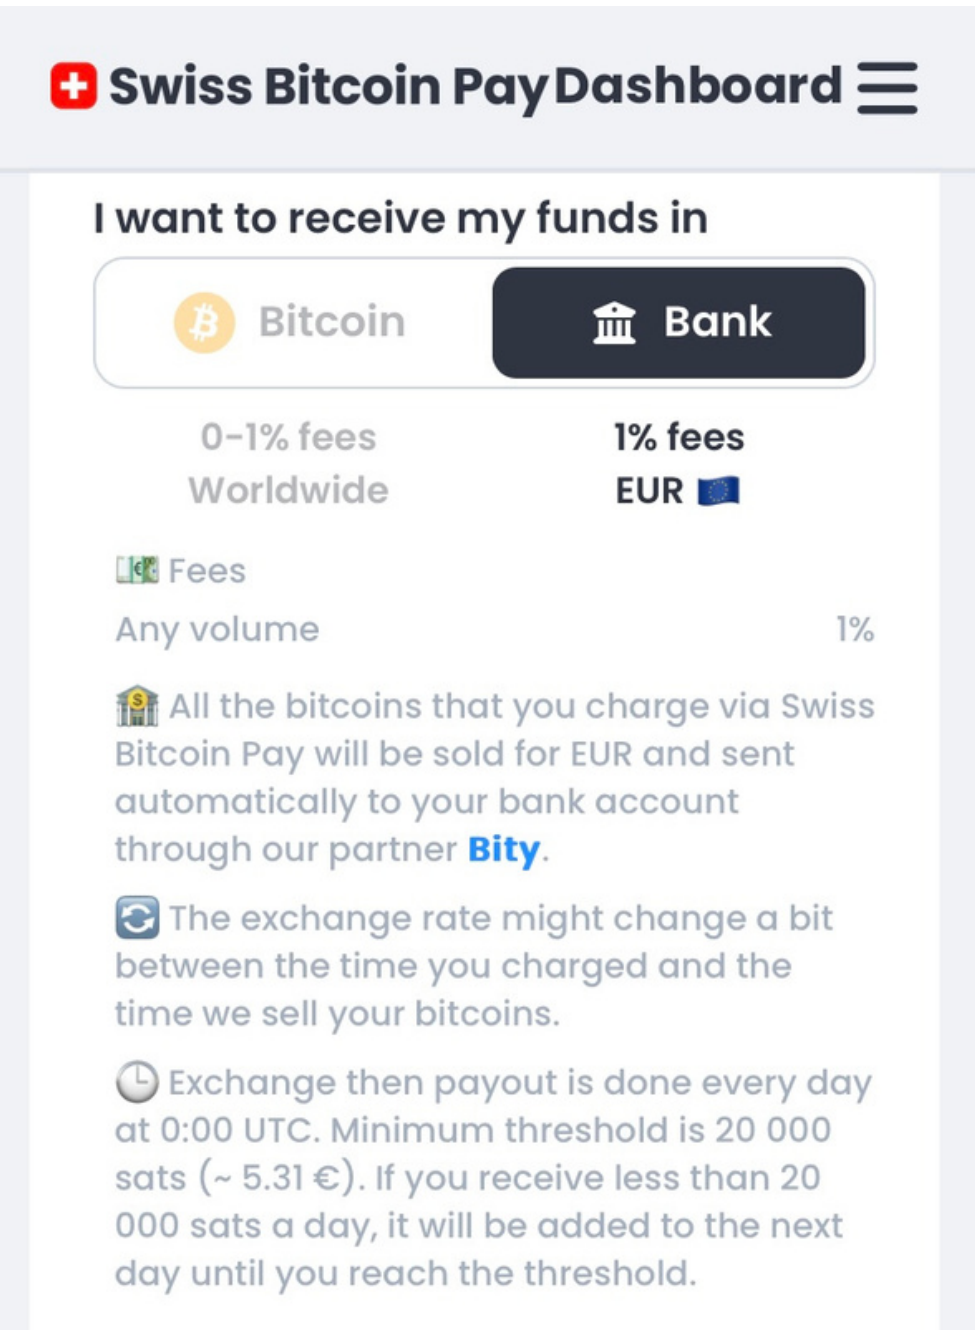 Swiss Bitcoin Pay Dashboard
I want to receive my funds in
Bitcoin Bank
0-1% fees 1% fees
Worldwide EUR
Fees
Any volume 1%
All the bitcoins that you charge via Swiss
Bitcoin Pay will be sold for EUR and sent
automatically to your bank account
through our partner Bity.
The exchange rate might change a bit
between the time you charged and the
time we sell your bitcoins.
Exchange then payout is done every day
at 0:00 UTC. Minimum threshold is 20 000
sats (~ 5.31 €). If you receive less than 20
000 sats a day, it will be added to the next
day until you reach the threshold.